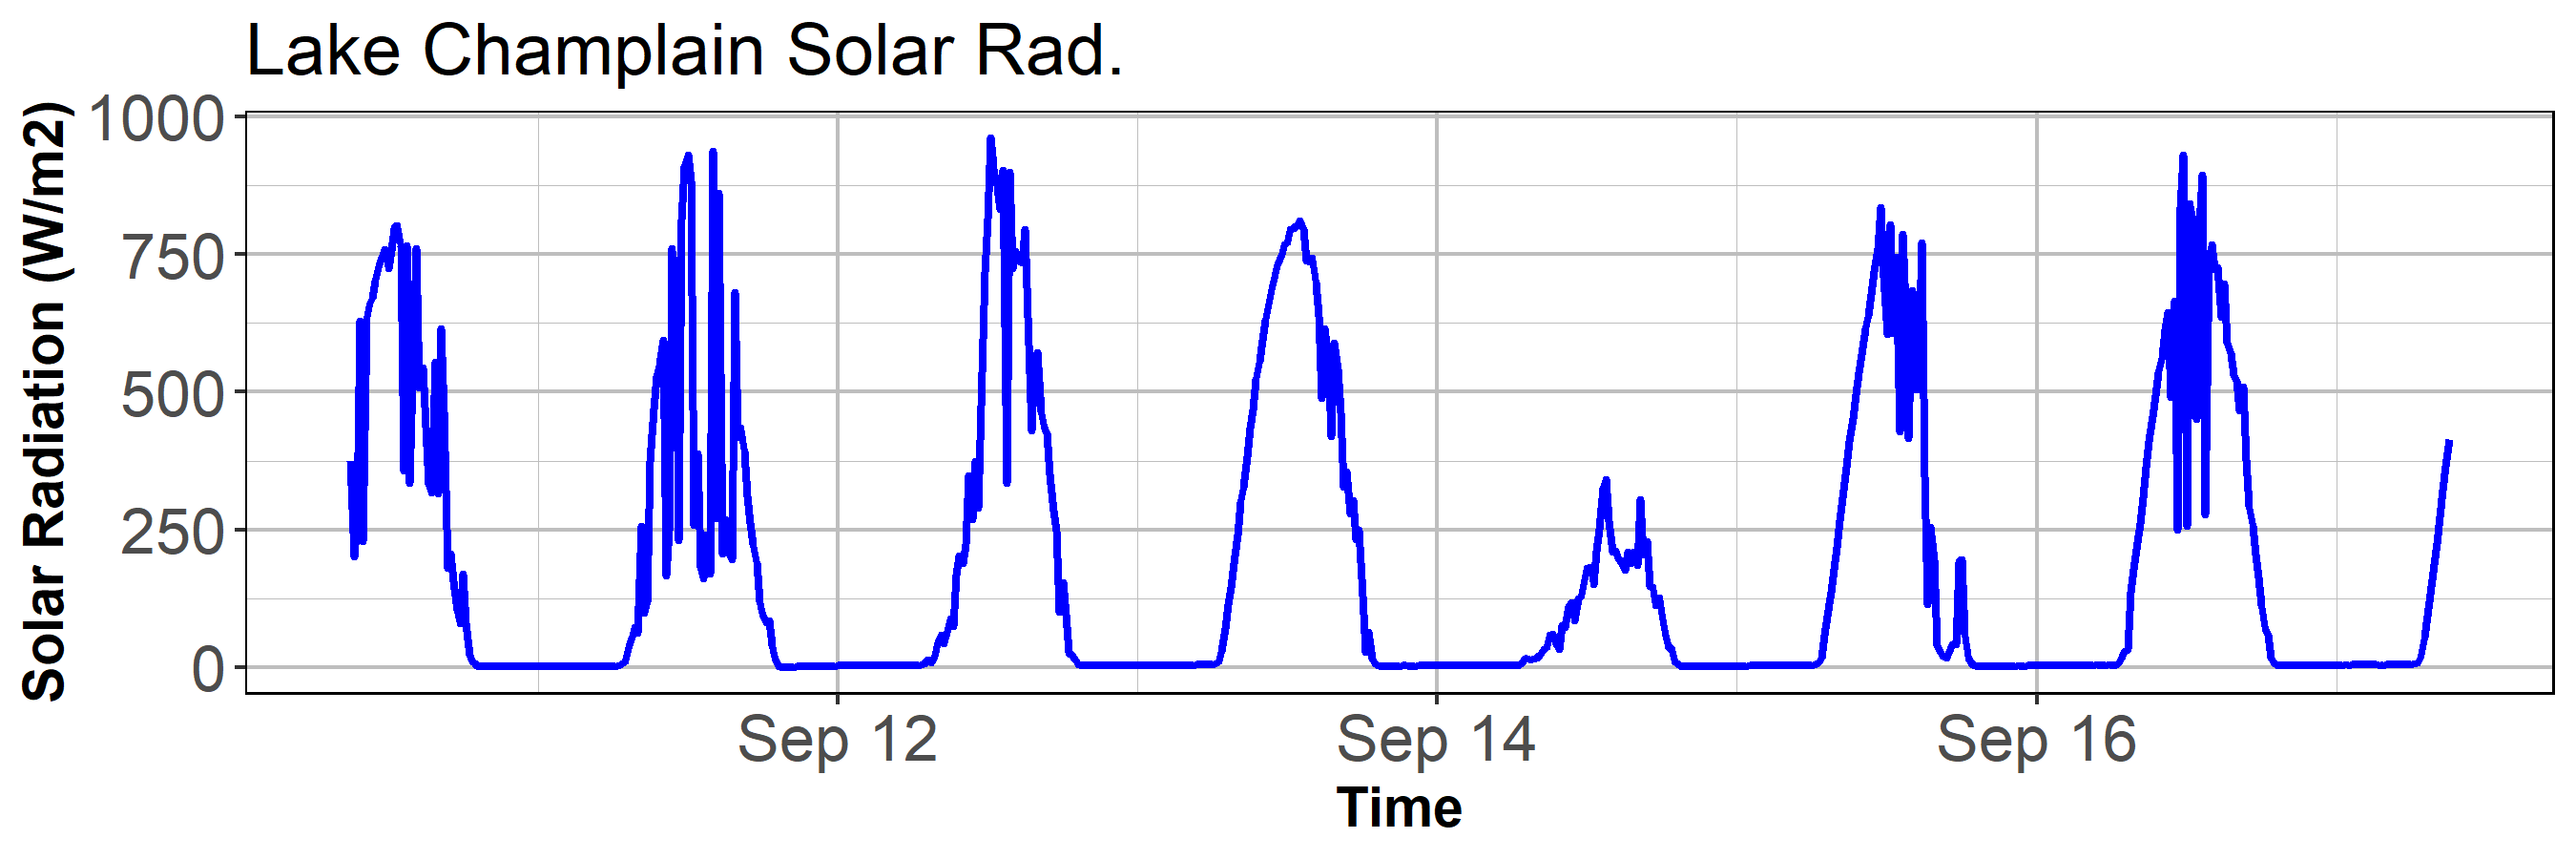 Lake Champlain Solar Rad.
Solar Radiation (W/m2)
1000
750
500
250
0
Sep 12 Sep 14 Sep 16
Time